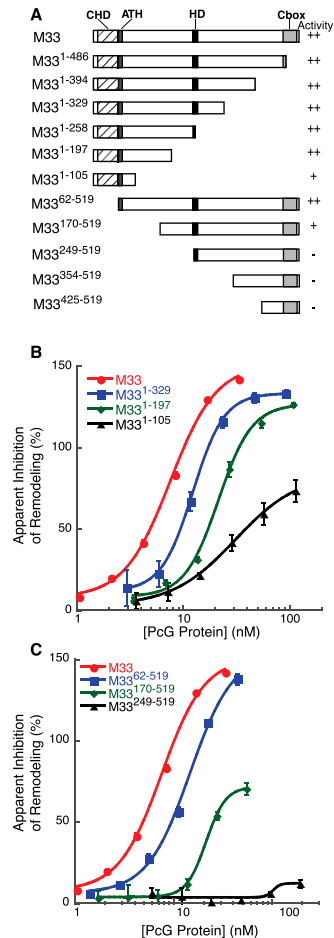 A
CHD ATH HD Cbox
Activity
M33 ++
M33 1-486 ++
M33 1-394 ++
M33 1-329 ++
M33 1-258 ++
M33 1-197 ++
M33 1-105 +
M33 62-519 ++
M33 170-519 +
M33 249-519 -
M33 354-519 -
M33 425-519 -
B
M33
M33 1-329
M33 1-197
M33 1-105
Apparent Inhibition
of Remodeling (%)
150
100
50
0
1 10 100
[PcG Protein] (nM)
C
M33
M33 62-519
M33 170-519
M33 249-519
Apparent Inhibition
of Remodeling (%)
150
100
50
0
1 10 100
[PcG Protein] (nM)